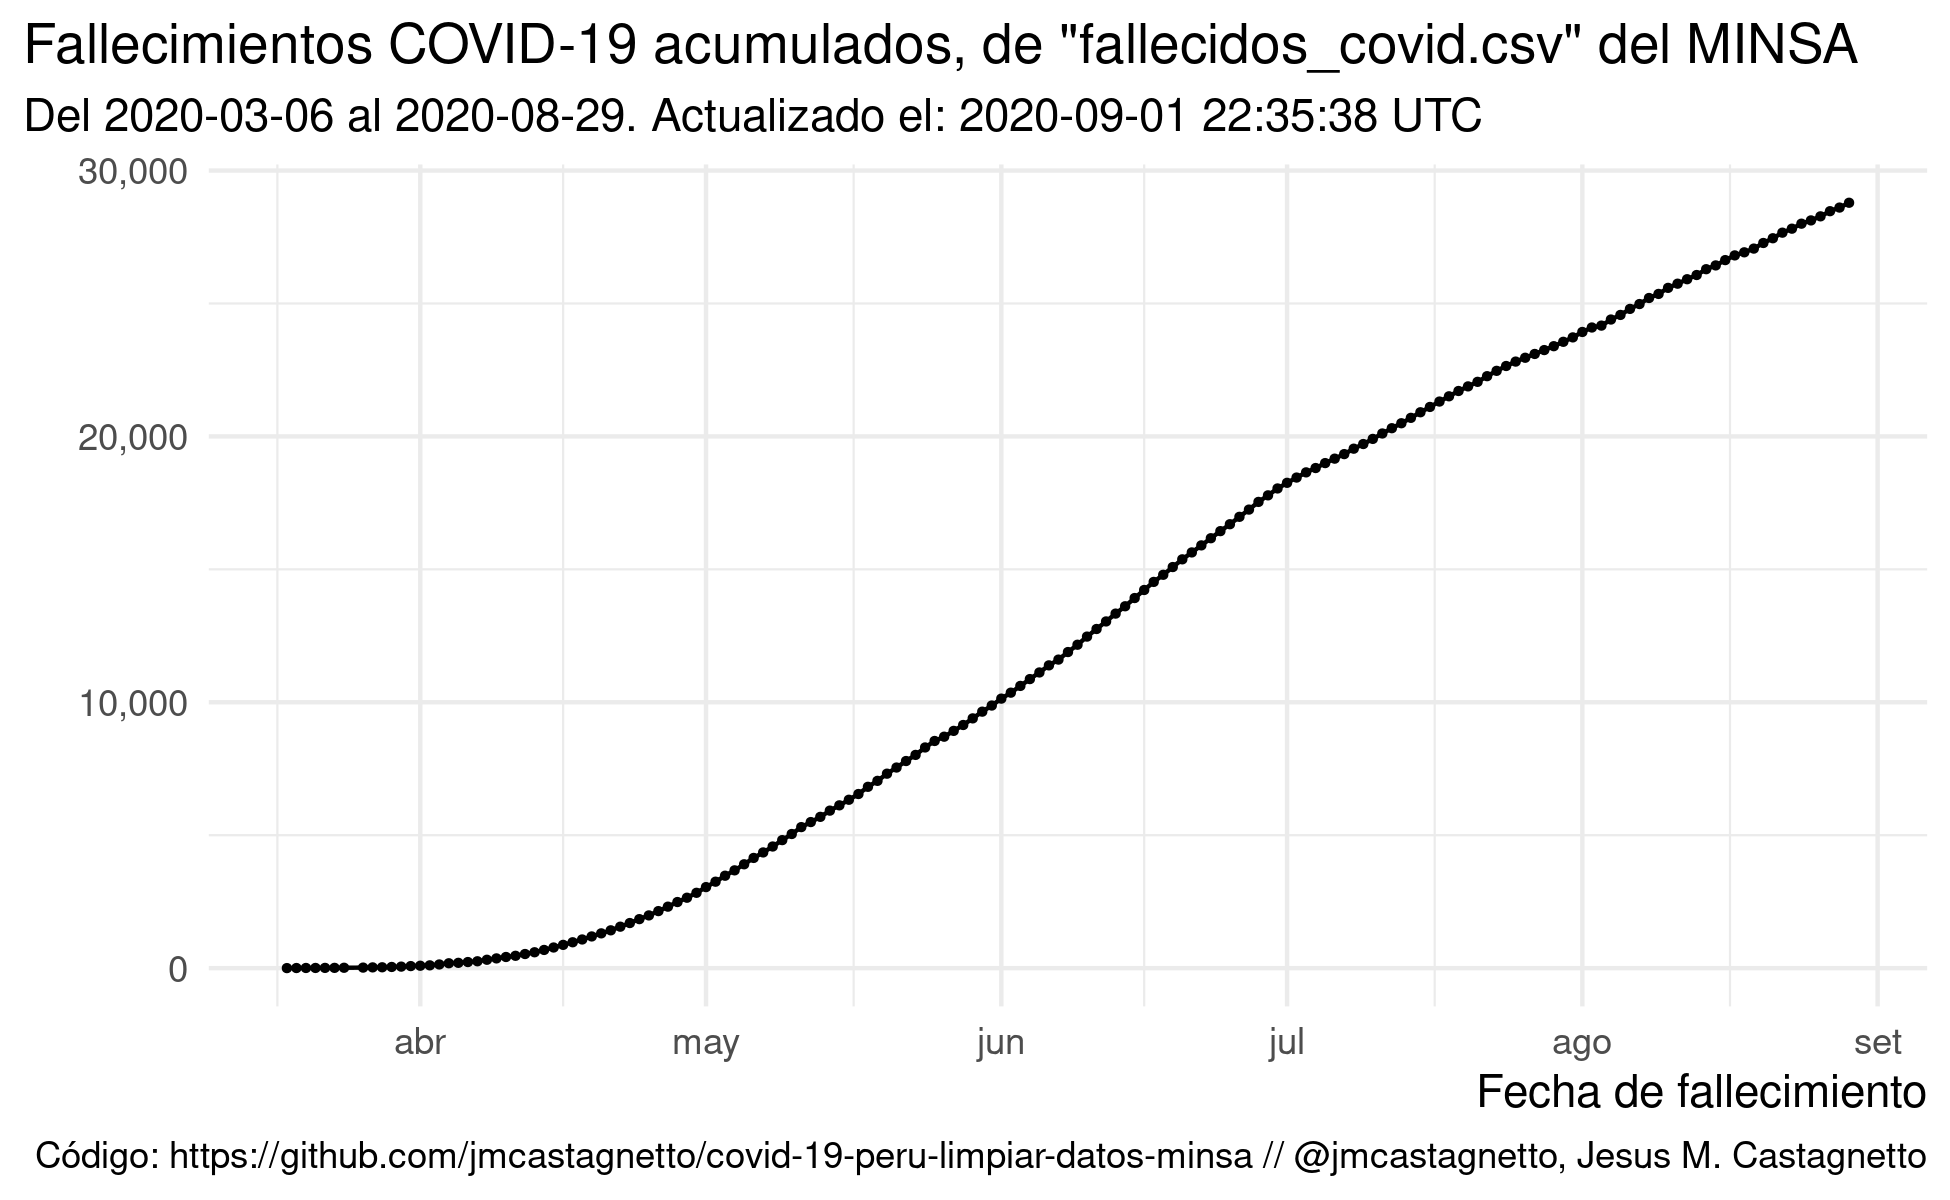 Fallecimientos COVID-19 acumulados, de "fallecidos_covid.csv" del MINSA
Del 2020-03-06 al 2020-08-29. Actualizado el: 2020-09-01 22:35:38 UTC
30,000
20,000
10,000
0
abr may jun jul ago set
Fecha de fallecimiento
Código: https://github.com/jmcastagnetto/covid-19-peru-limpiar-datos-minsa // @jmcastagnetto, Jesus M. Castagnetto